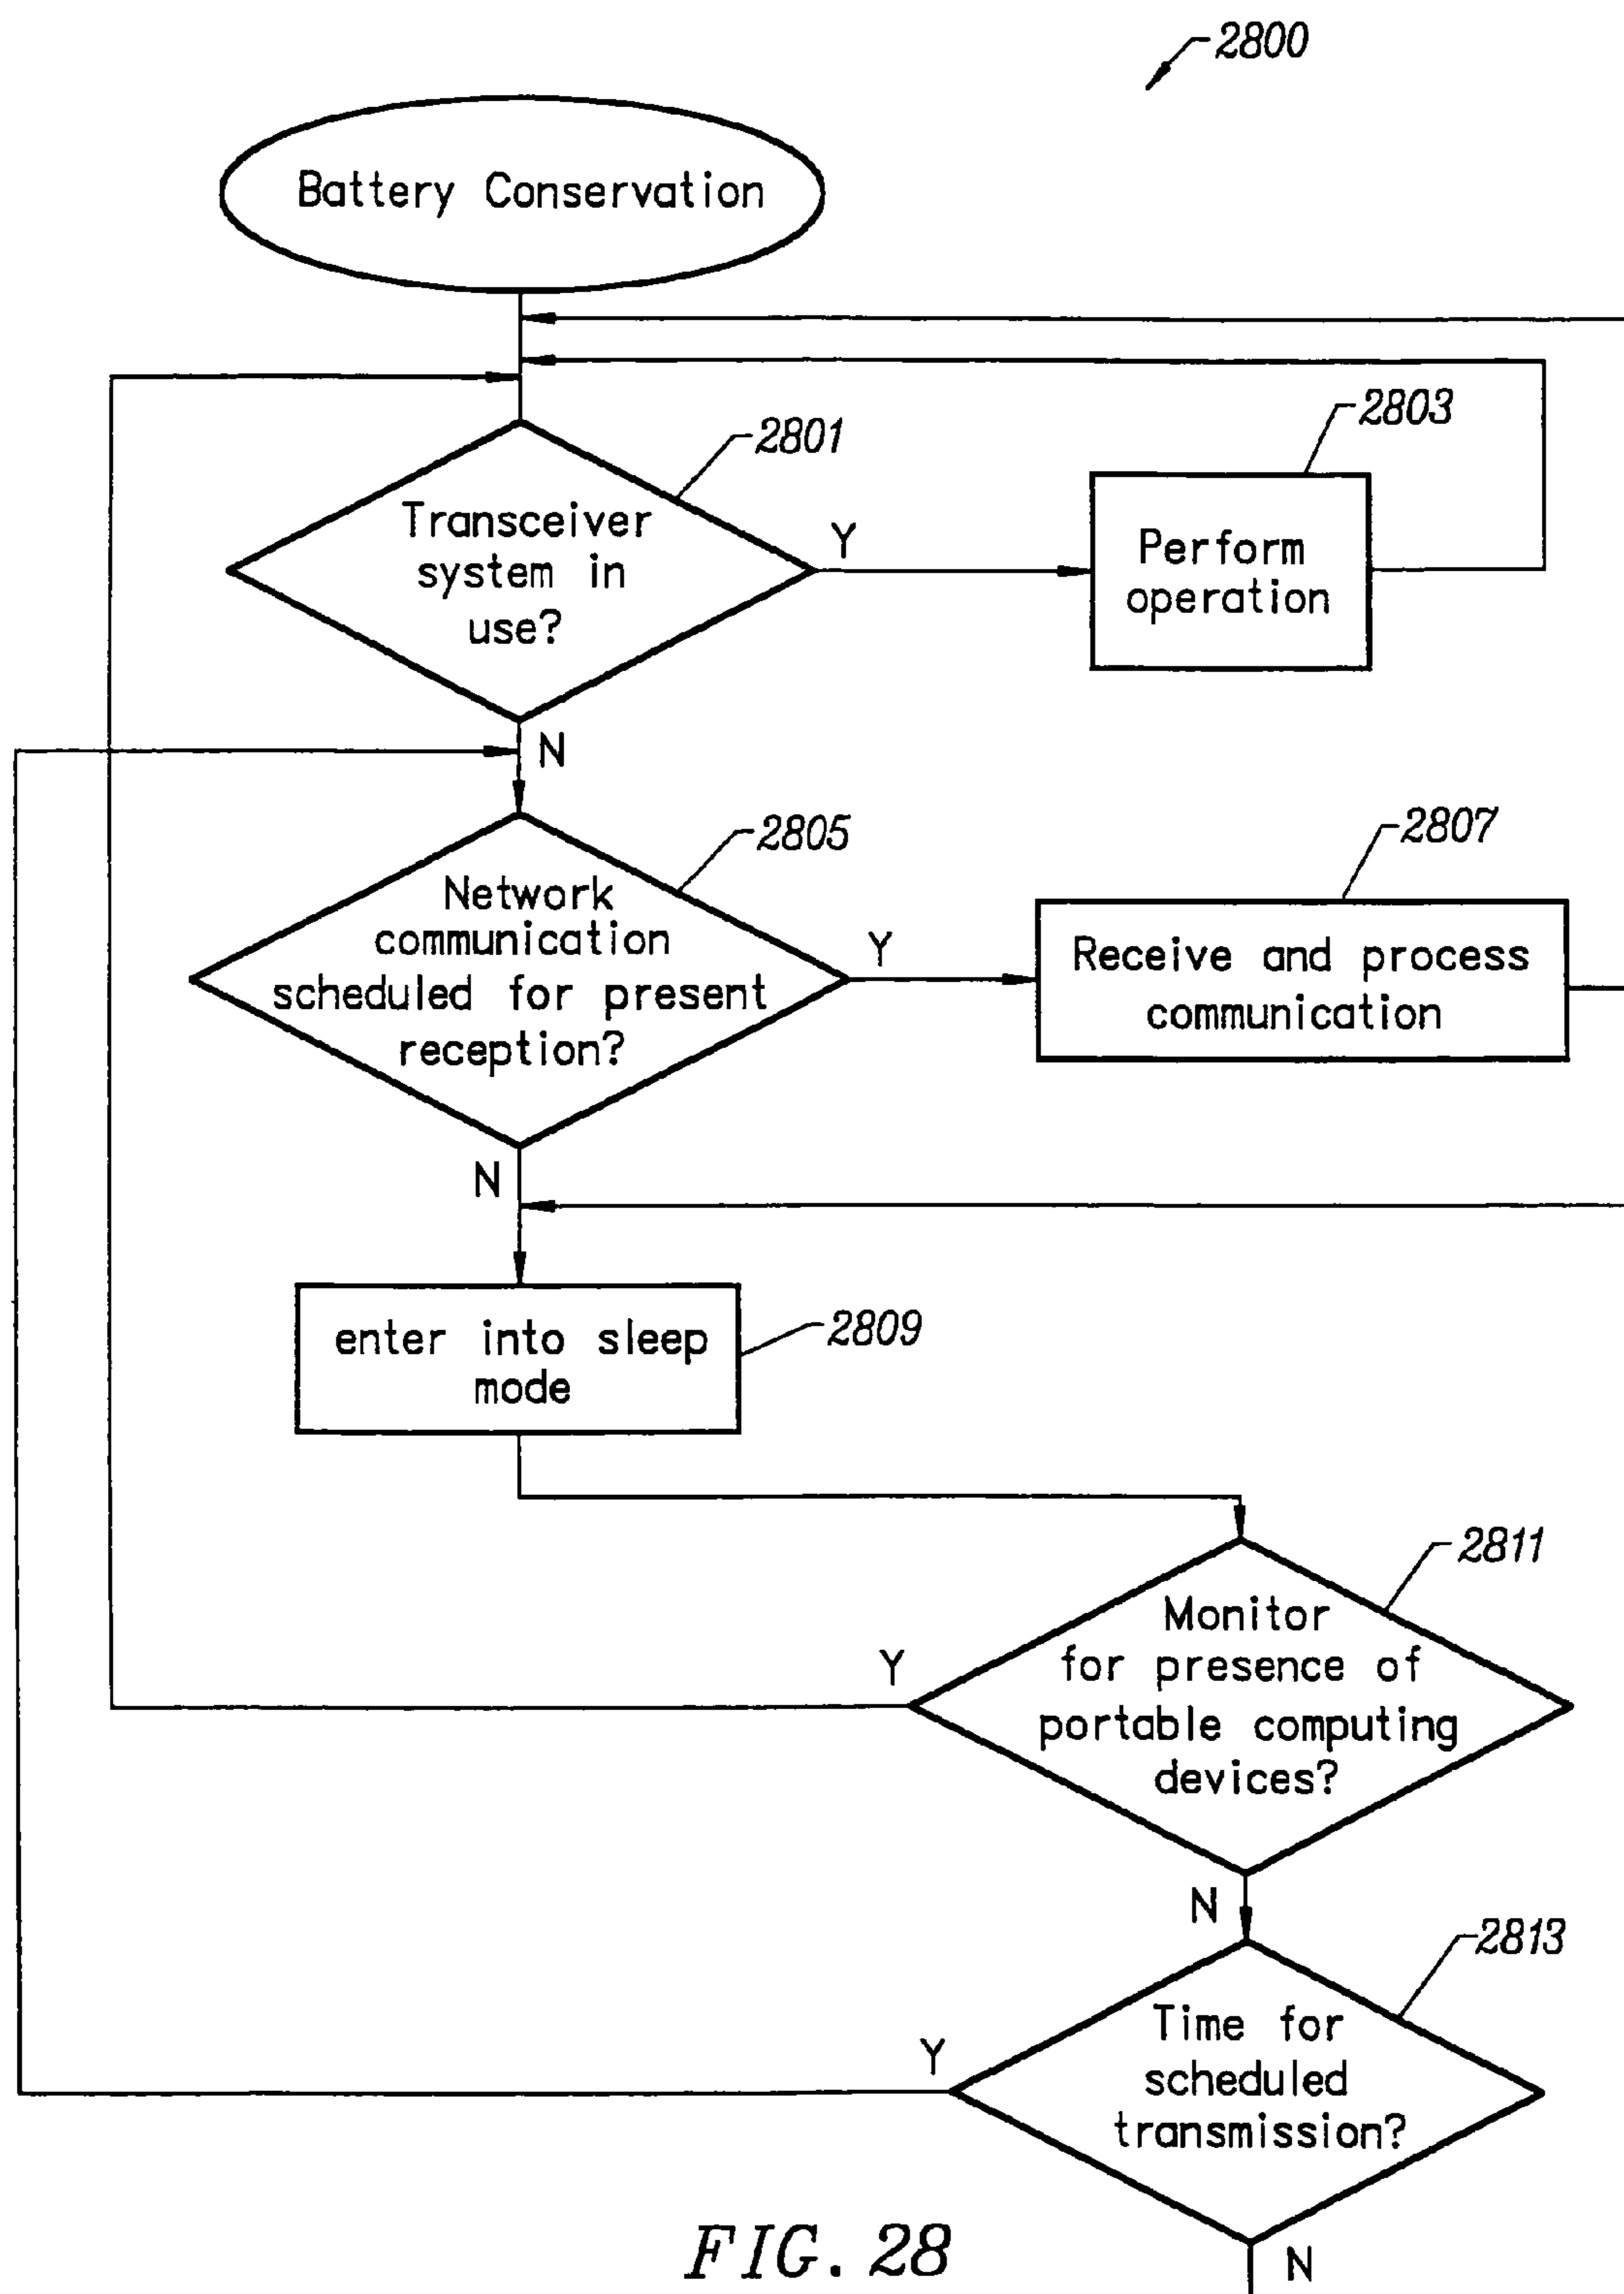 2800
Battery Conservation
2801
Transceiver
system in
use?
Y
2803
Perform
operation
N
2805
Network
communication
scheduled for present
reception?
Y
2807
Receive and process
communication
N
enter into sleep
mode
2809
2811
Monitor
for presence of
portable computing
devices?
Y
N
2813
Time for
scheduled
transmission?
Y
N
FIG. 28